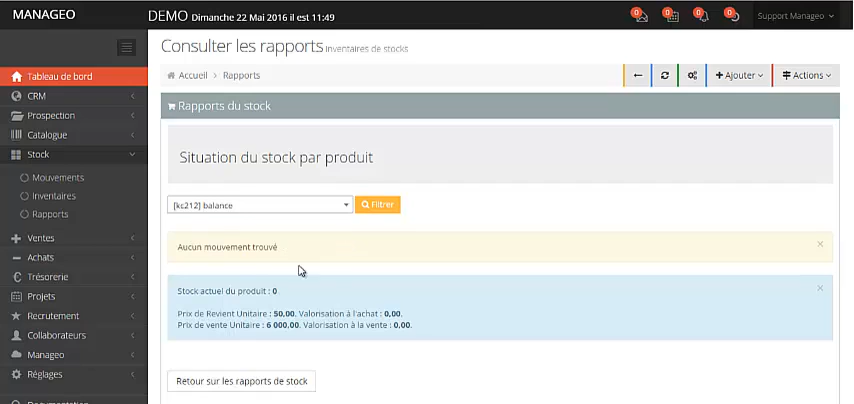 MANAGEO
DEMO Dimanche 22 Mai 2016 il est 11:49
0 0 0 0
Support Manageo
Tableau de bord
CRM
Prospection
Catalogue
Stock
Mouvements
Inventaires
Rapports
Ventes
Achats
Trésorerie
Projets
Recrutement
Collaborateurs
Manageo
Réglages
Documentation
Consulter les rapports inventaires de stocks
Accueil > Rapports
Ajouter
Actions
Rapports du stock
Situation du stock par produit
[kc212] balance
Filtrer
Aucun mouvement trouvé
×
Stock actuel du produit : 0
×
Prix de Revient Unitaire : 50,00. Valorisation à l'achat : 0,00.
Prix de vente Unitaire : 6 000,00. Valorisation à la vente : 0,00.
Retour sur les rapports de stock